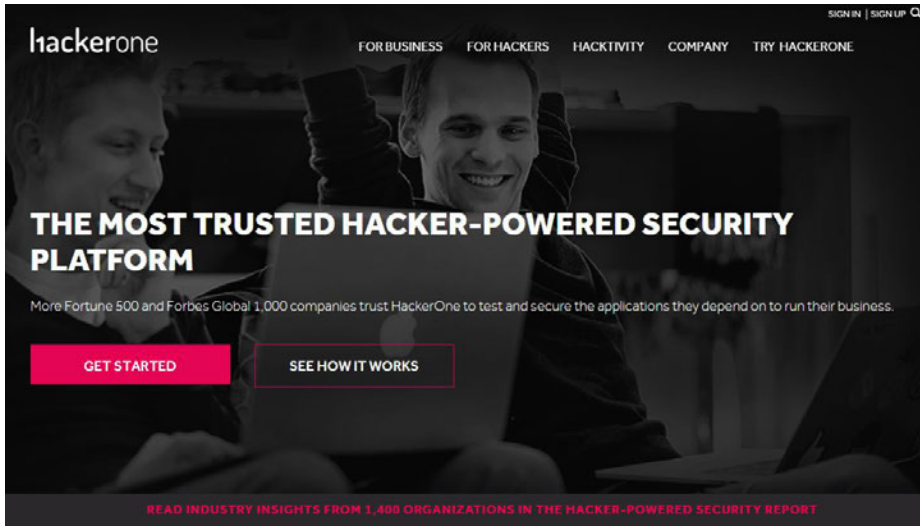 SIGN IN | SIGN UP
hackerone
FOR BUSINESS FOR HACKERS HACKTIVITY COMPANY TRY HACKERONE
THE MOST TRUSTED HACKER-POWERED SECURITY
PLATFORM
More Fortune 500 and Forbes Global 1,000 companies trust HackerOne to test and secure the applications they depend on to run their business.
GET STARTED SEE HOW IT WORKS
READ INDUSTRY INSIGHTS FROM 1,400 ORGANIZATIONS IN THE HACKER-POWERED SECURITY REPORT